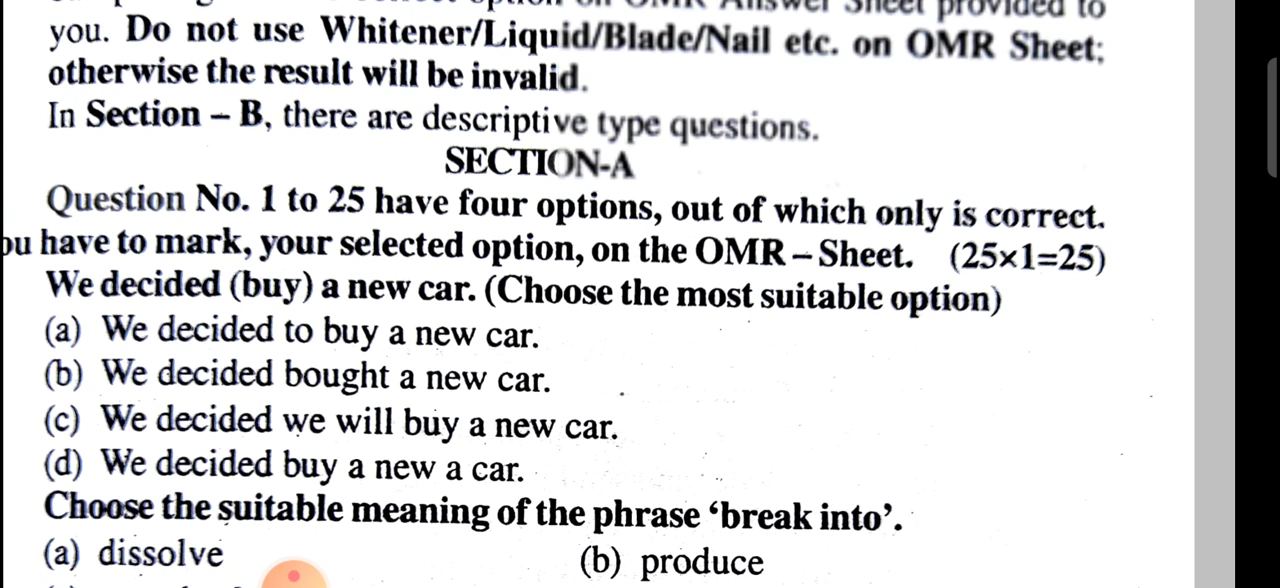 you. Do not use Whitener/Liquid/Blade/Nail etc. on OMR Sheet;
otherwise the result will be invalid.
In Section – B, there are descriptive type questions.
SECTION-A
Question No. 1 to 25 have four options, out of which only is correct.
ou have to mark, your selected option, on the OMR – Sheet. (25×1=25)
We decided (buy) a new car. (Choose the most suitable option)
(a) We decided to buy a new car.
(b) We decided bought a new car.
(c) We decided we will buy a new car.
(d) We decided buy a new a car.
Choose the suitable meaning of the phrase ‘break into’.
(a) dissolve (b) produce